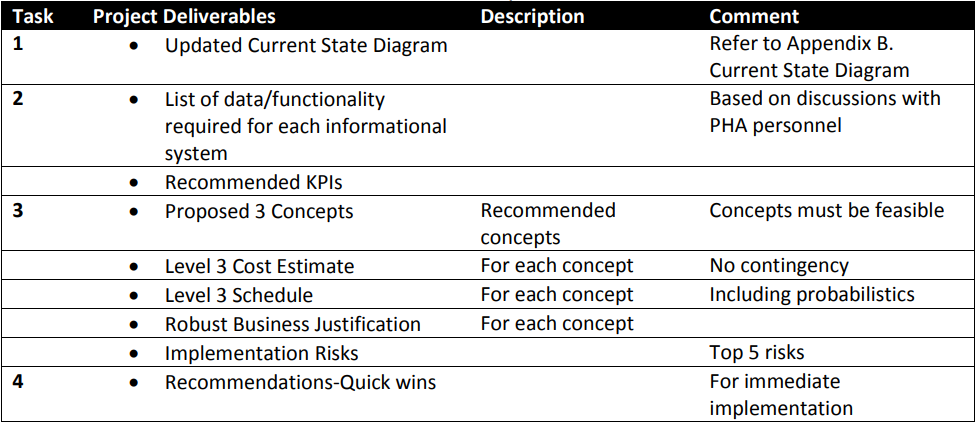 Task Project Deliverables Description Comment
1 • Updated Current State Diagram Refer to Appendix B.
Current State Diagram
2 • List of data/functionality Based on discussions with
required for each informational PHA personnel
system
• Recommended KPIs
3 • Proposed 3 Concepts Recommended Concepts must be feasible
concepts
• Level 3 Cost Estimate For each concept No contingency
• Level 3 Schedule For each concept Including probabilistics
• Robust Business Justification For each concept
• Implementation Risks Top 5 risks
4 • Recommendations-Quick wins For immediate
implementation